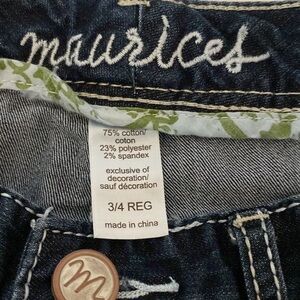 maurices
75% cotton/
coton
23% polyester
2% spandex
exclusive of
decoration/
sauf décoration
3/4 REG
made in china
m